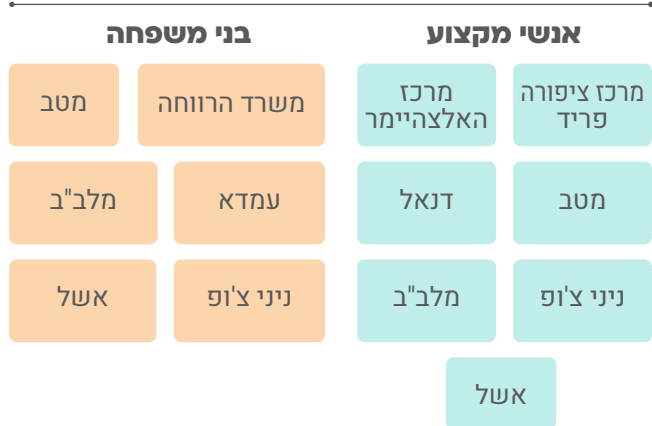 אנשי מקצוע
מרכז ציפורה
פריד
מרכז
האלצהיימר
מטב
דנאל
ניני צ'ופ
מלב"ב
אשל
בני משפחה
משרד הרווחה
מטב
עמדא
מלב"ב
ניני צ'ופ
אשל